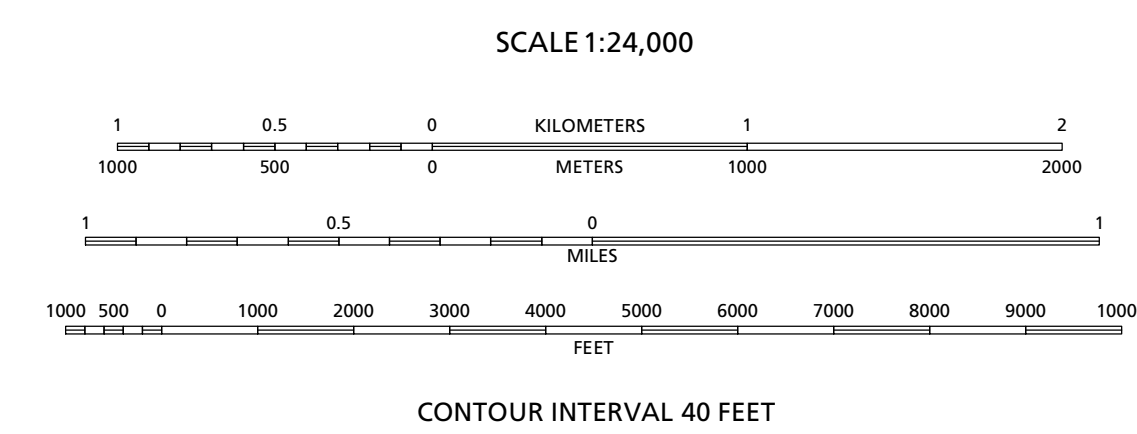 SCALE 1:24,000
1 0.5 0 KILOMETERS 1 2
1000 500 0 METERS 1000 2000
1 0.5 0 1
MILES
1000 500 0 1000 2000 3000 4000 5000 6000 7000 8000 9000 1000
FEET
CONTOUR INTERVAL 40 FEET